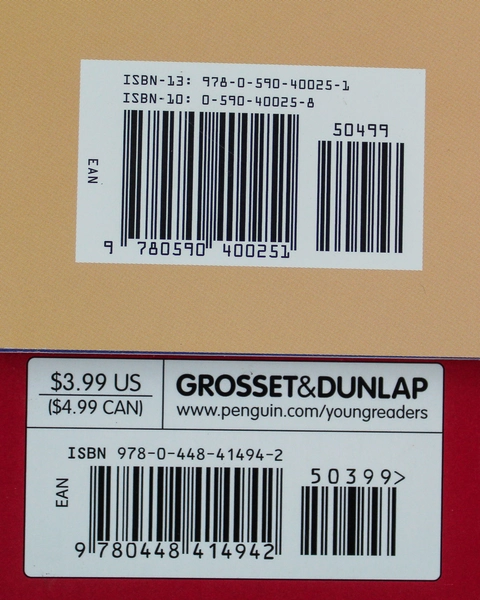 ISBN-13: 978-0-590-40025-1
ISBN-10: 0-590-40025-8
50499
EAN
9 780590 400251
$3.99 US
($4.99 CAN)
GROSSET&DUNLAP
www.penguin.com/youngreaders
ISBN 978-0-448-41494-2
50399>
EAN
9 780448 414942